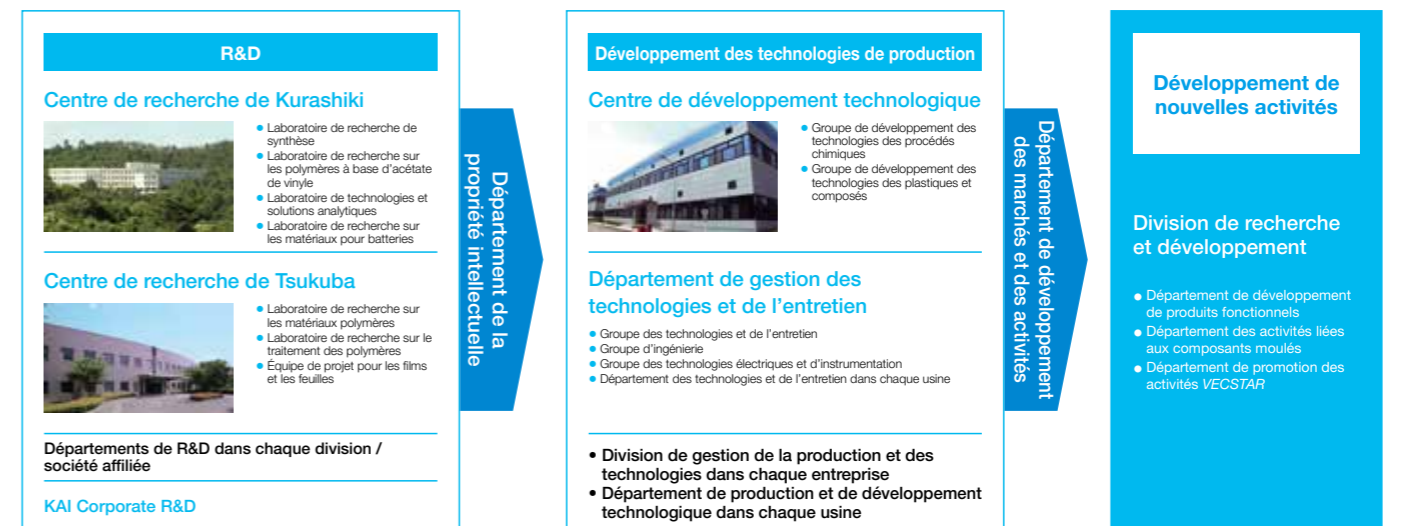 R&D
Centre de recherche de Kurashiki
● Laboratoire de recherche de
synthèse
● Laboratoire de recherche sur
les polymères à base d'acétate
de vinyle
● Laboratoire de technologies et
solutions analytiques
● Laboratoire de recherche sur
les matériaux pour batteries
Centre de recherche de Tsukuba
● Laboratoire de recherche sur
les matériaux polymères
● Laboratoire de recherche sur le
traitement des polymères
● Équipe de projet pour les films
et les feuilles
Départements de R&D dans chaque division /
société affiliée
KAI Corporate R&D
Département de la
propriété intellectuelle
Développement des technologies de production
Centre de développement technologique
● Groupe de développement des
technologies des procédés
chimiques
● Groupe de développement des
technologies des plastiques et
composés
Département de gestion des
technologies et de l'entretien
● Groupe des technologies et de l'entretien
● Groupe d'ingénierie
● Groupe des technologies électriques et d'instrumentation
● Département des technologies et de l'entretien dans chaque usine
• Division de gestion de la production et des
technologies dans chaque entreprise
• Département de production et de développement
technologique dans chaque usine
Département de développement
des marchés et des activités
Développement de
nouvelles activités
Division de recherche
et développement
● Département de développement
de produits fonctionnels
● Département des activités liées
aux composants moulés
● Département de promotion des
activités VECSTAR